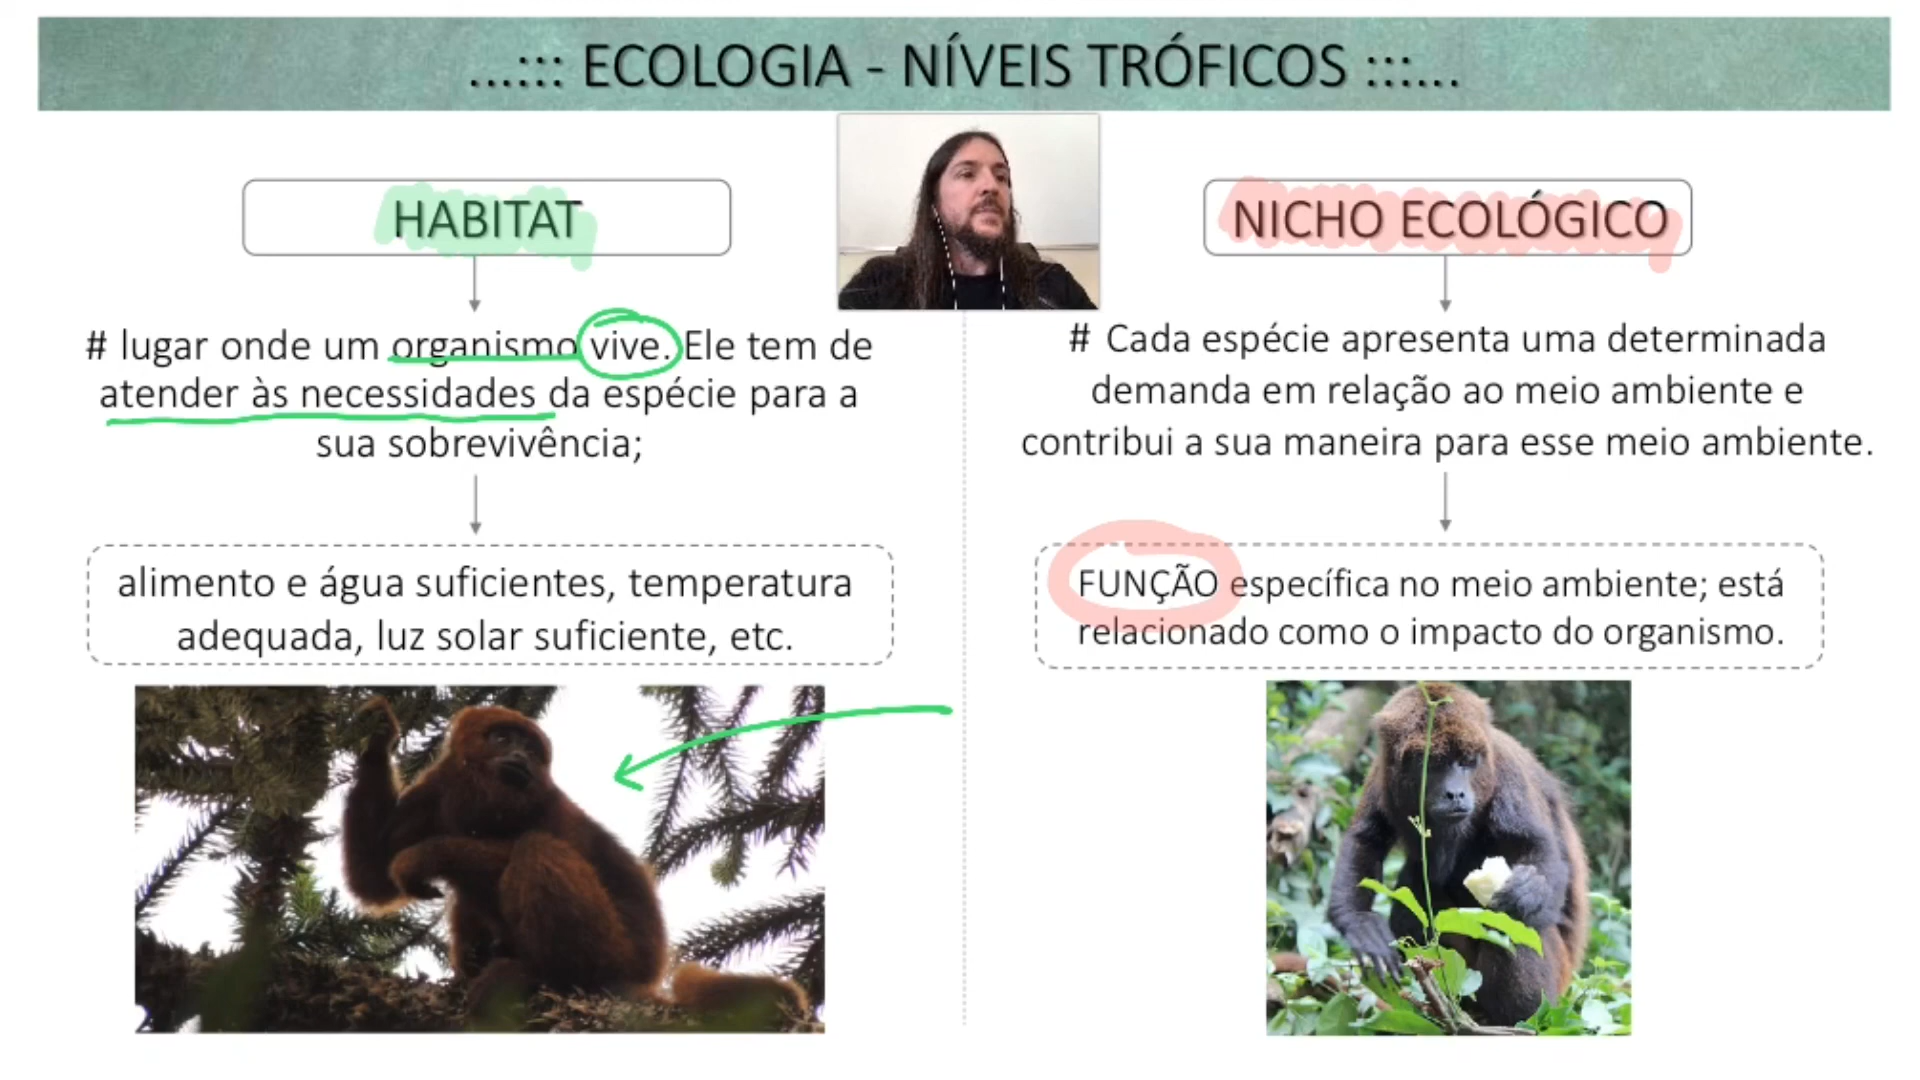 ...::: ECOLOGIA - NÍVEIS TRÓFICOS :::...
HABITAT
# lugar onde um organismo vive. Ele tem de
atender às necessidades da espécie para a
sua sobrevivência;
alimento e água suficientes, temperatura
adequada, luz solar suficiente, etc.
NICHO ECOLÓGICO
# Cada espécie apresenta uma determinada
demanda em relação ao meio ambiente e
contribui a sua maneira para esse meio ambiente.
FUNÇÃO específica no meio ambiente; está
relacionado como o impacto do organismo.